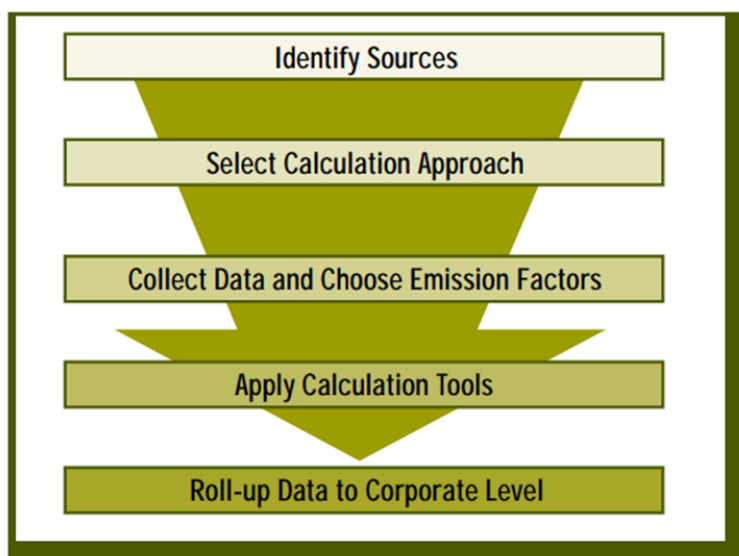 Identify Sources
Select Calculation Approach
Collect Data and Choose Emission Factors
Apply Calculation Tools
Roll-up Data to Corporate Level